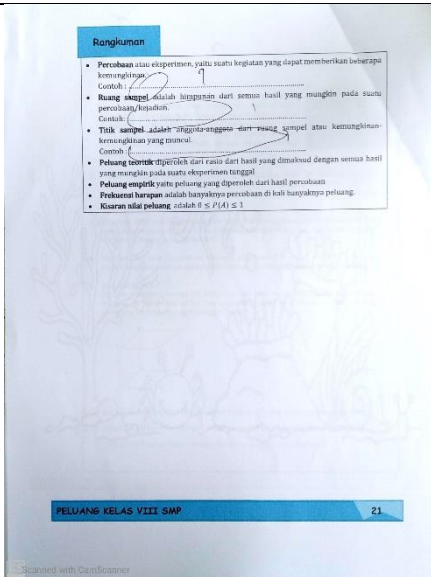 Rangkuman
• Percobaan atau eksperimen, yaitu suatu kegiatan yang dapat memberikan beberapa
kemungkinan.
Contoh : ........................................................
• Ruang sampel adalah himpunan dari semua hasil yang mungkin pada suatu
percobaan/kejadian.
Contoh: ........................................................
• Titik sampel adalah anggota-anggota dari ruang sampel atau kemungkinan-
kemungkinan yang muncul.
Contoh : ........................................................
• Peluang teoritik diperoleh dari rasio dari hasil yang dimaksud dengan semua hasil
yang mungkin pada suatu eksperimen tunggal
• Peluang empirik yaitu peluang yang diperoleh dari hasil percobaan
• Frekuensi harapan adalah banyaknya percobaan di kali banyaknya peluang.
• Kisaran nilai peluang adalah 0 ≤ P(A) ≤ 1
PELUANG KELAS VIII SMP 21
Scanned with CamScanner